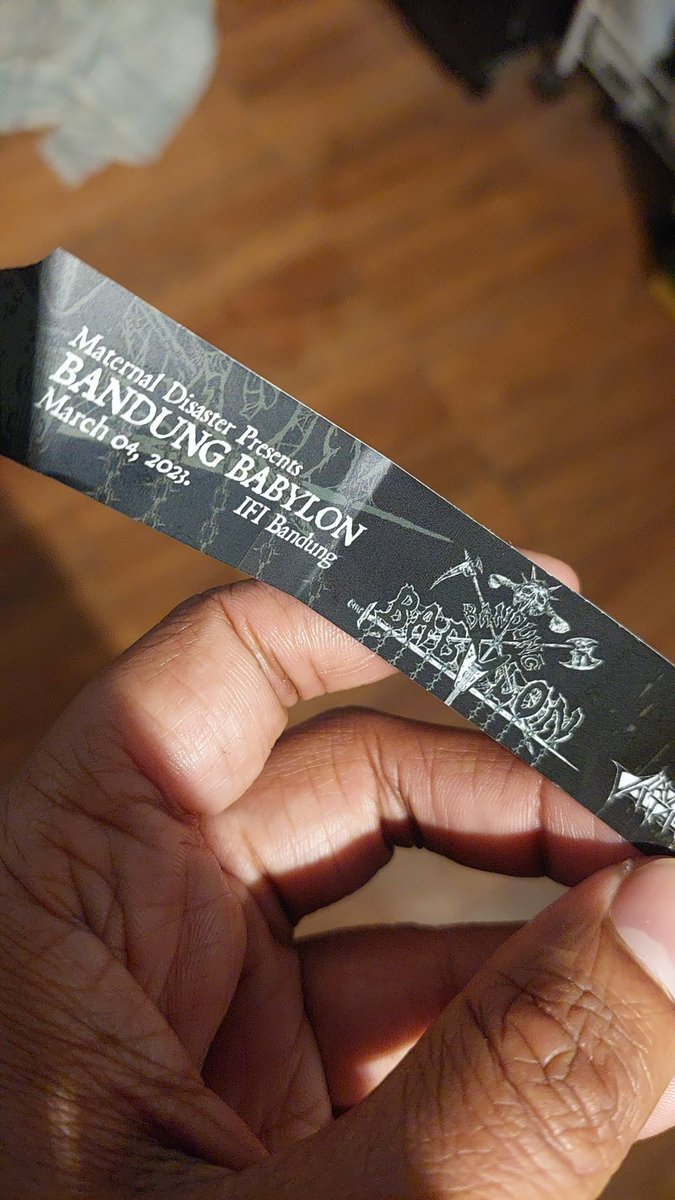 Maternal Disaster Presents
BANDUNG BABYLON
March 04, 2023.
IFI Bandung
BANDUNG
BABYLON